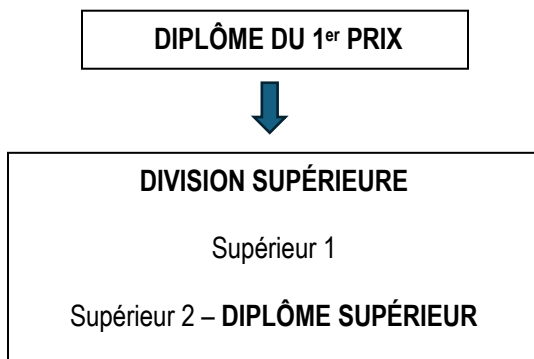 DIPLÔME DU 1er PRIX
DIVISION SUPÉRIEURE
Supérieur 1
Supérieur 2 – DIPLÔME SUPÉRIEUR